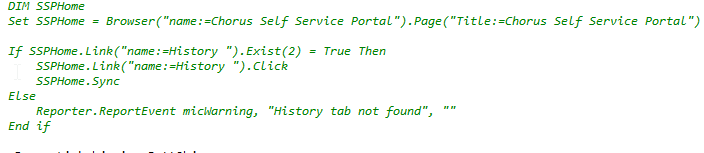 DIM SSPHome
Set SSPHome = Browser("name:=Chorus Self Service Portal").Page("Title:=Chorus Self Service Portal")
If SSPHome.Link("name:=History ").Exist(2) = True Then
SSPHome.Link("name:=History ").Click
SSPHome.Sync
Else
Reporter.ReportEvent micWarning, "History tab not found", ""
End if